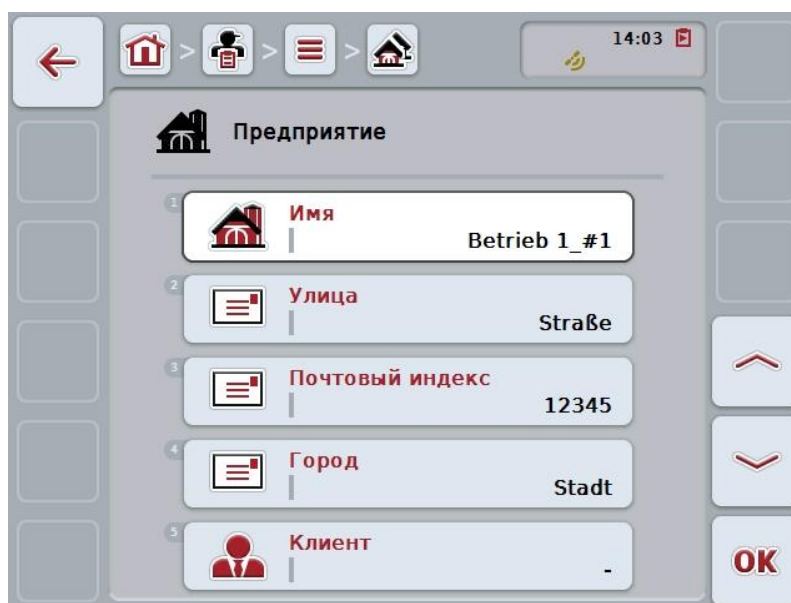 14:03
Предприятие
1
Имя
Betrieb 1_#1
2
Улица
Straße
3
Почтовый индекс
12345
4
Город
Stadt
5
Клиент
-
OK